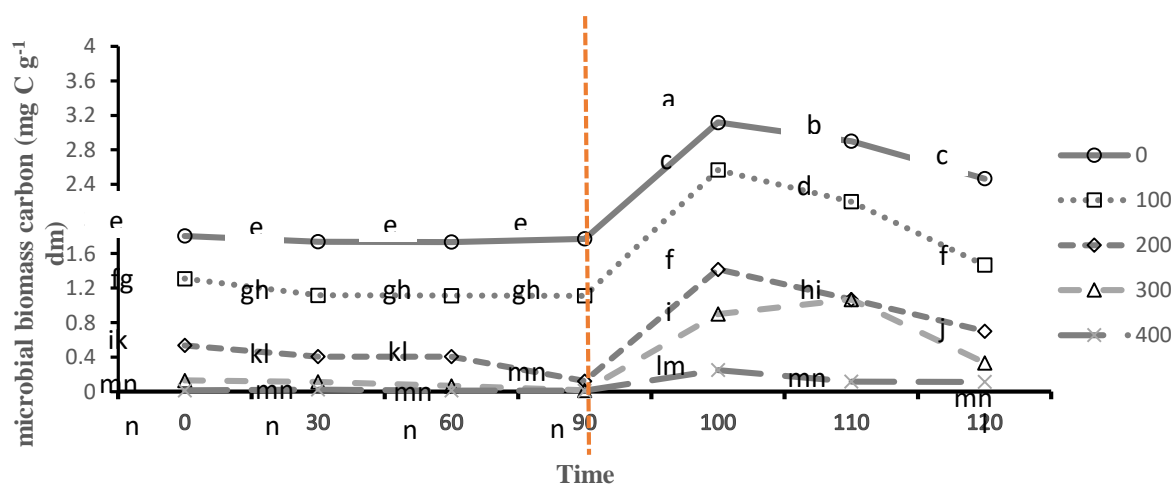 microbial biomass carbon (mg C g-1
dm)
4
3.6
3.2
2.8
2.4
1.6
1.2
0.8
0.4
0
a
b
c
c
d
e
e
e
e
f
fg
gh
gh
gh
f
hi
i
j
ik
kl
kl
mn
lm
mn
mn
mn
mn
mn
n
n
n
n
0
30
60
90
100
110
120
Time
0
100
200
300
400